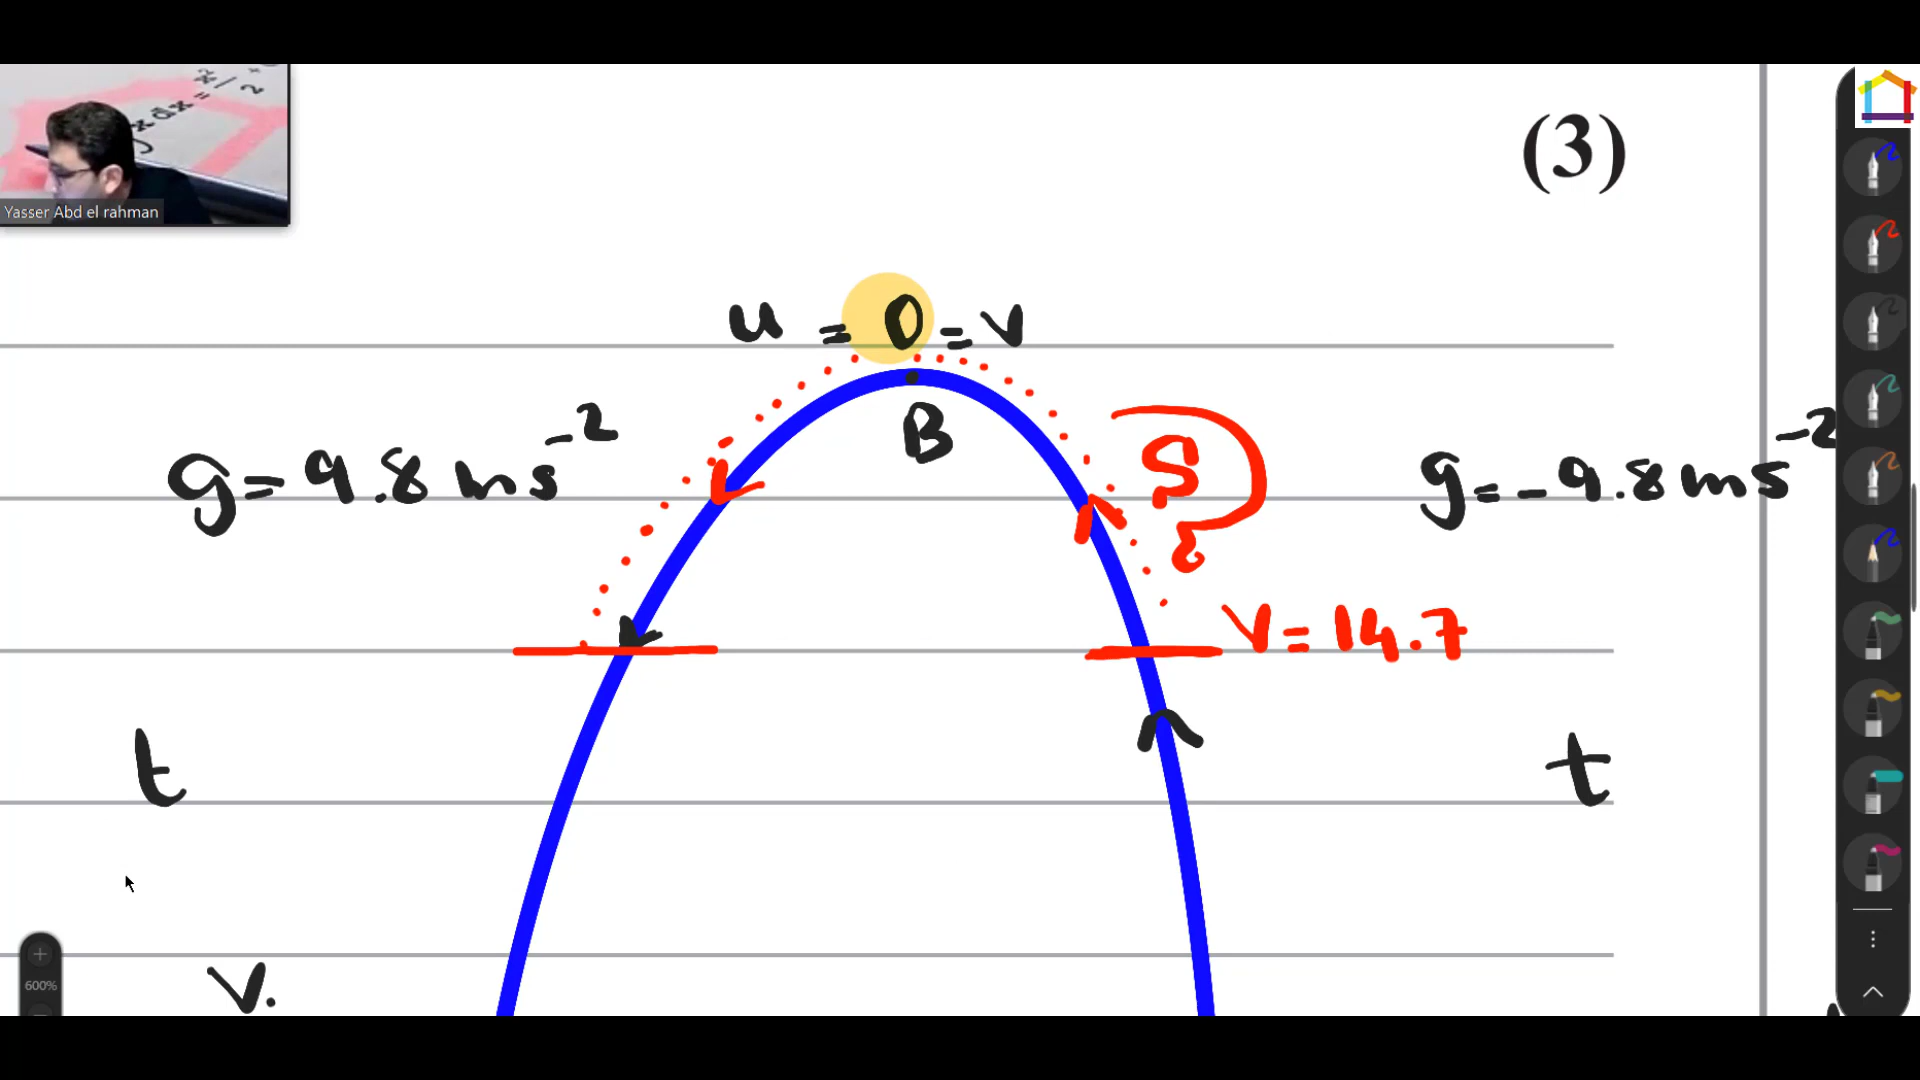 (3)
Yasser Abd el rahman
u = 0 = v
B
g = 9.8 ms⁻²
S
g = - 9.8 ms⁻²
v = 14.7
t
t
v.
600%